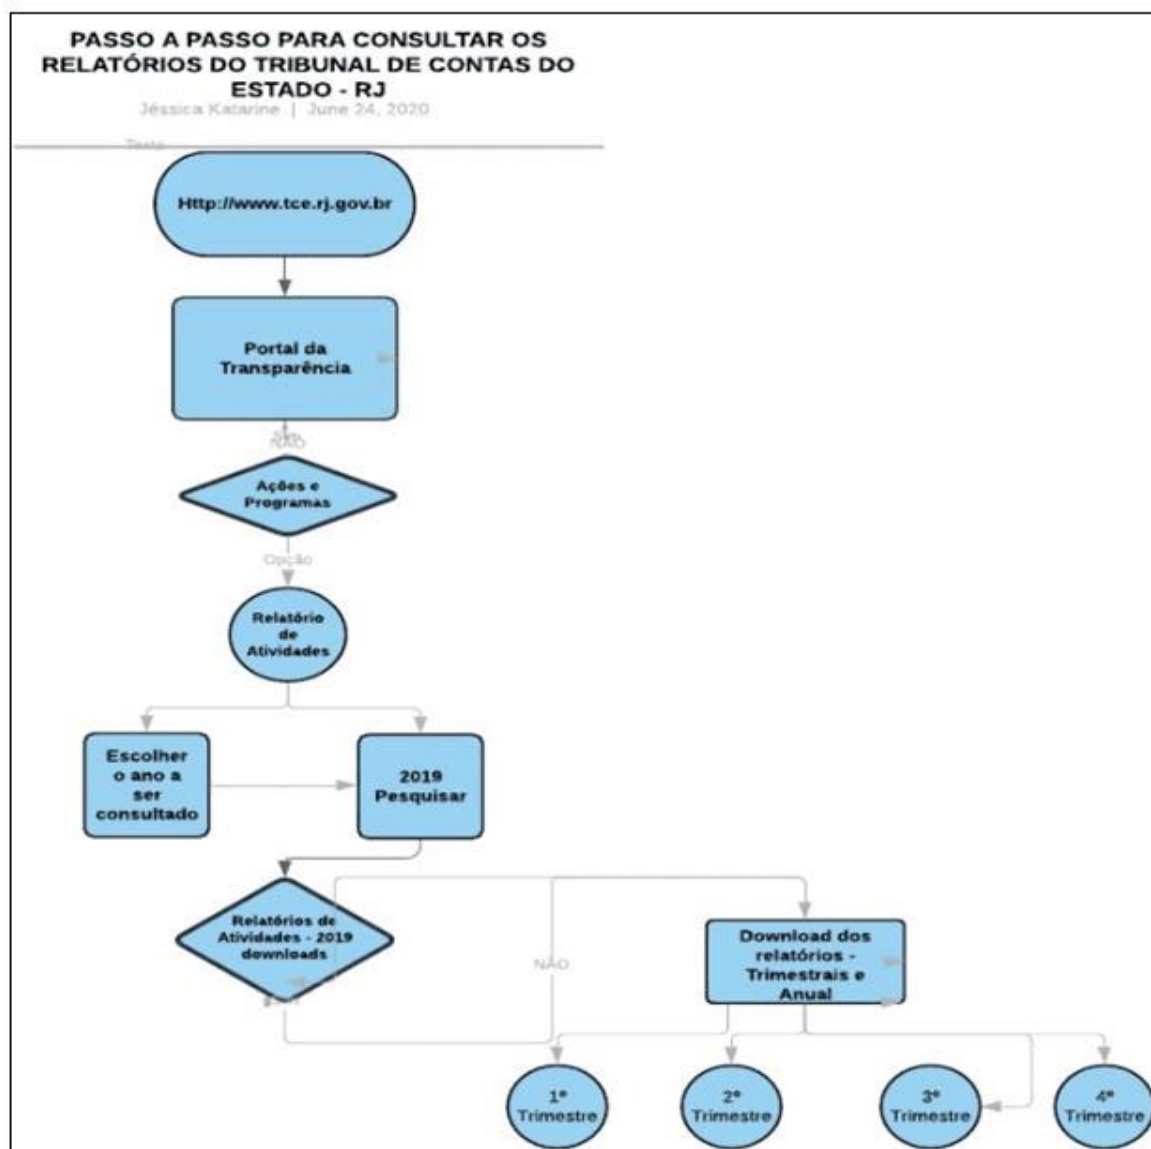 PASSO A PASSO PARA CONSULTAR OS
RELATÓRIOS DO TRIBUNAL DE CONTAS DO
ESTADO - RJ
Jéssica Katarine | June 24, 2020
Texto
Http://www.tce.rj.gov.br
Portal da
Transparência
NÃO
Ações e
Programas
Opção
Relatório
de
Atividades
Escolher
o ano a
ser
consultado
2019
Pesquisar
Relatórios de
Atividades - 2019
downloads
NÃO
Download dos
relatórios -
Trimestrais e
Anual
1º
Trimestre
2º
Trimestre
3º
Trimestre
4º
Trimestre